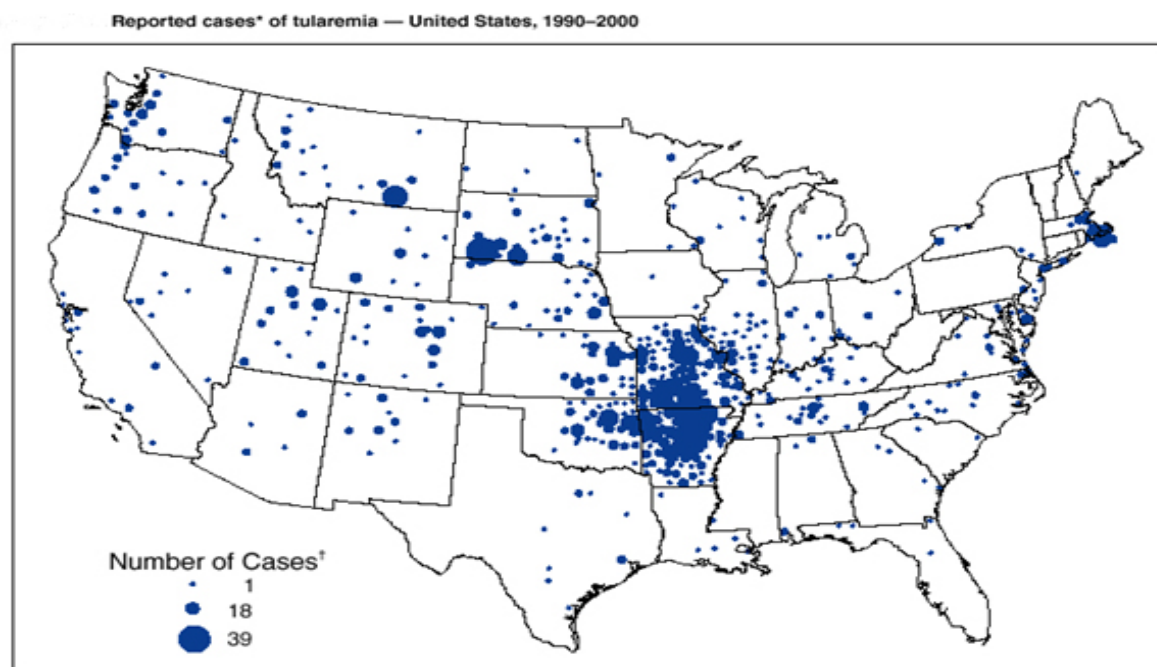 Reported cases* of tularemia — United States, 1990–2000
Number of Cases†
1
18
39